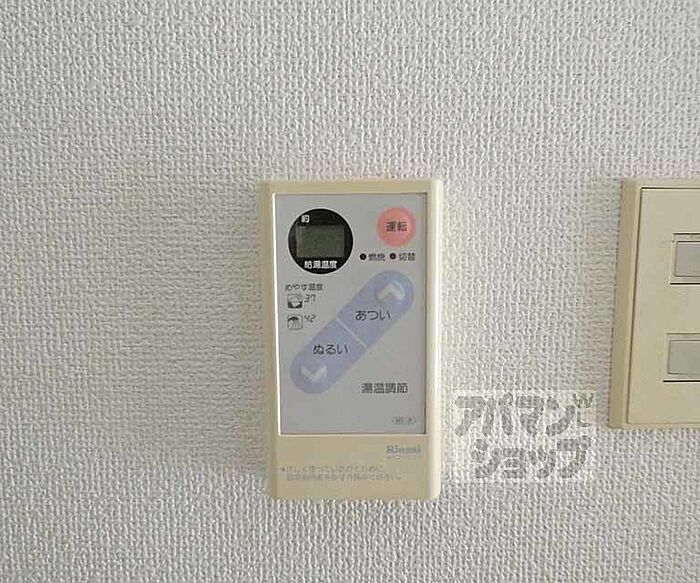 約
運転
給湯温度
燃焼 切替
めやす温度
37
あつい
42
ぬるい
湯温調節
Rinnai
アパマンショップ